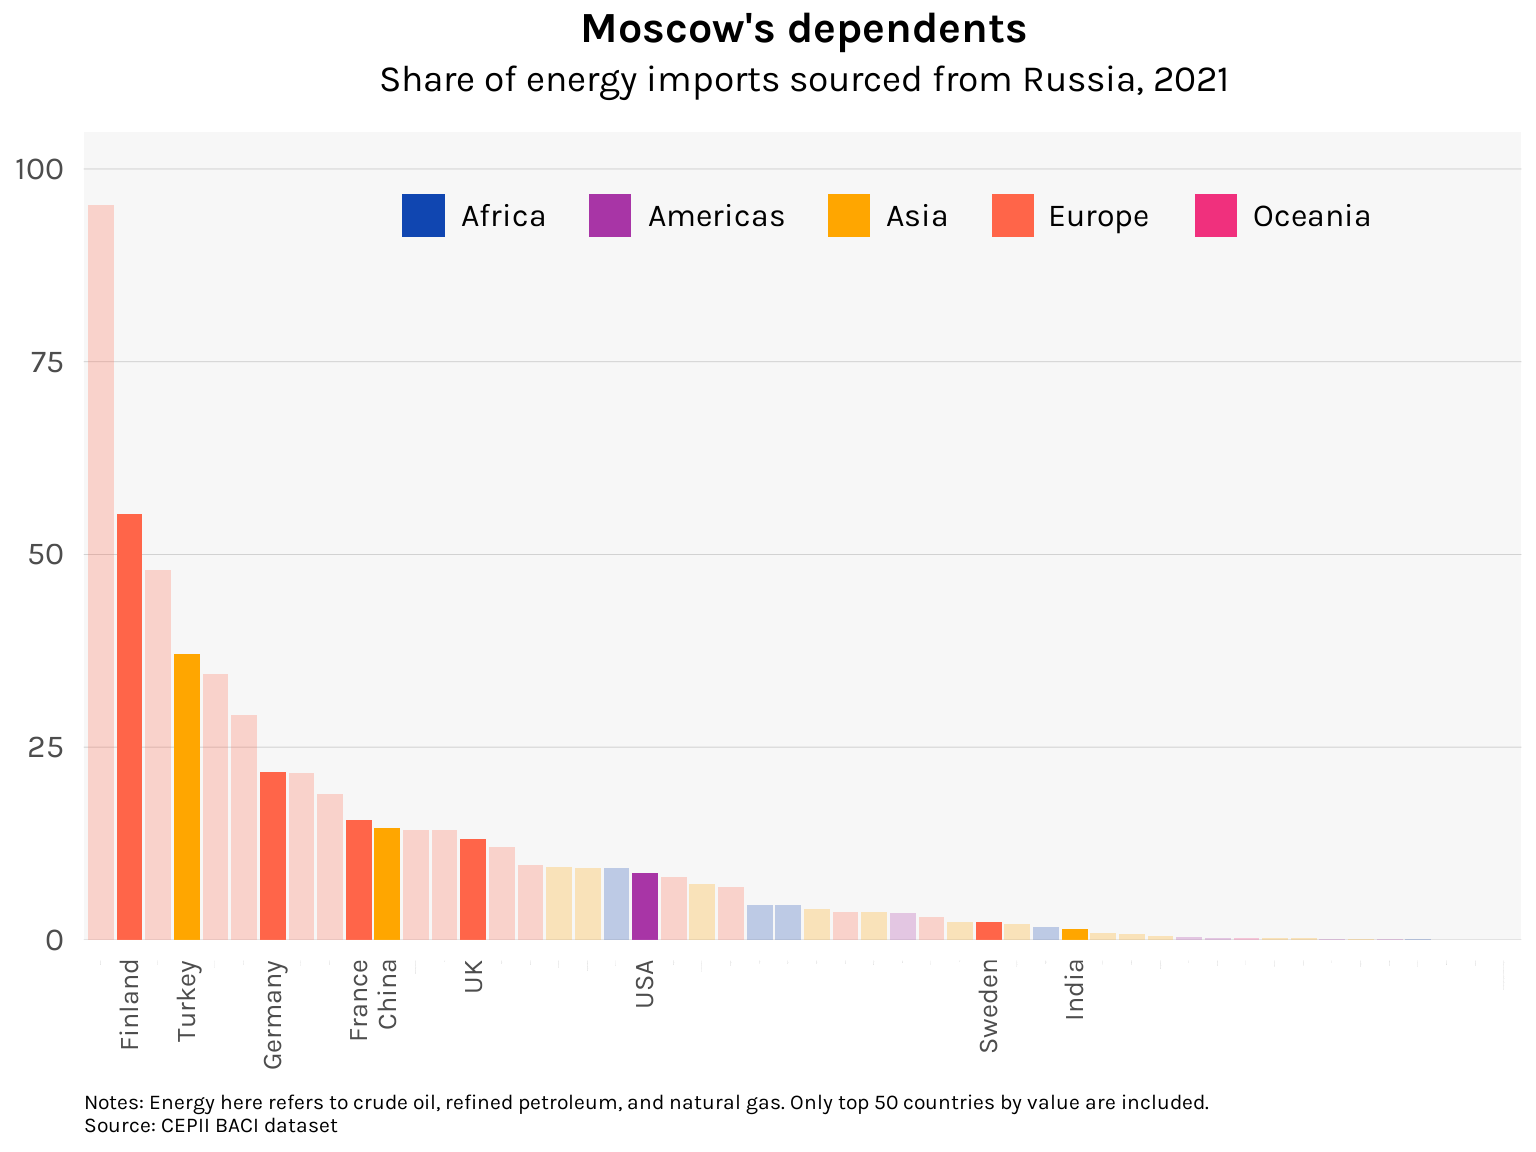 Moscow's dependents
Share of energy imports sourced from Russia, 2021
100
75
50
25
0
Africa
Americas
Asia
Europe
Oceania
Finland
Turkey
Germany
France
China
UK
USA
Sweden
India
Notes: Energy here refers to crude oil, refined petroleum, and natural gas. Only top 50 countries by value are included.
Source: CEPII BACI dataset